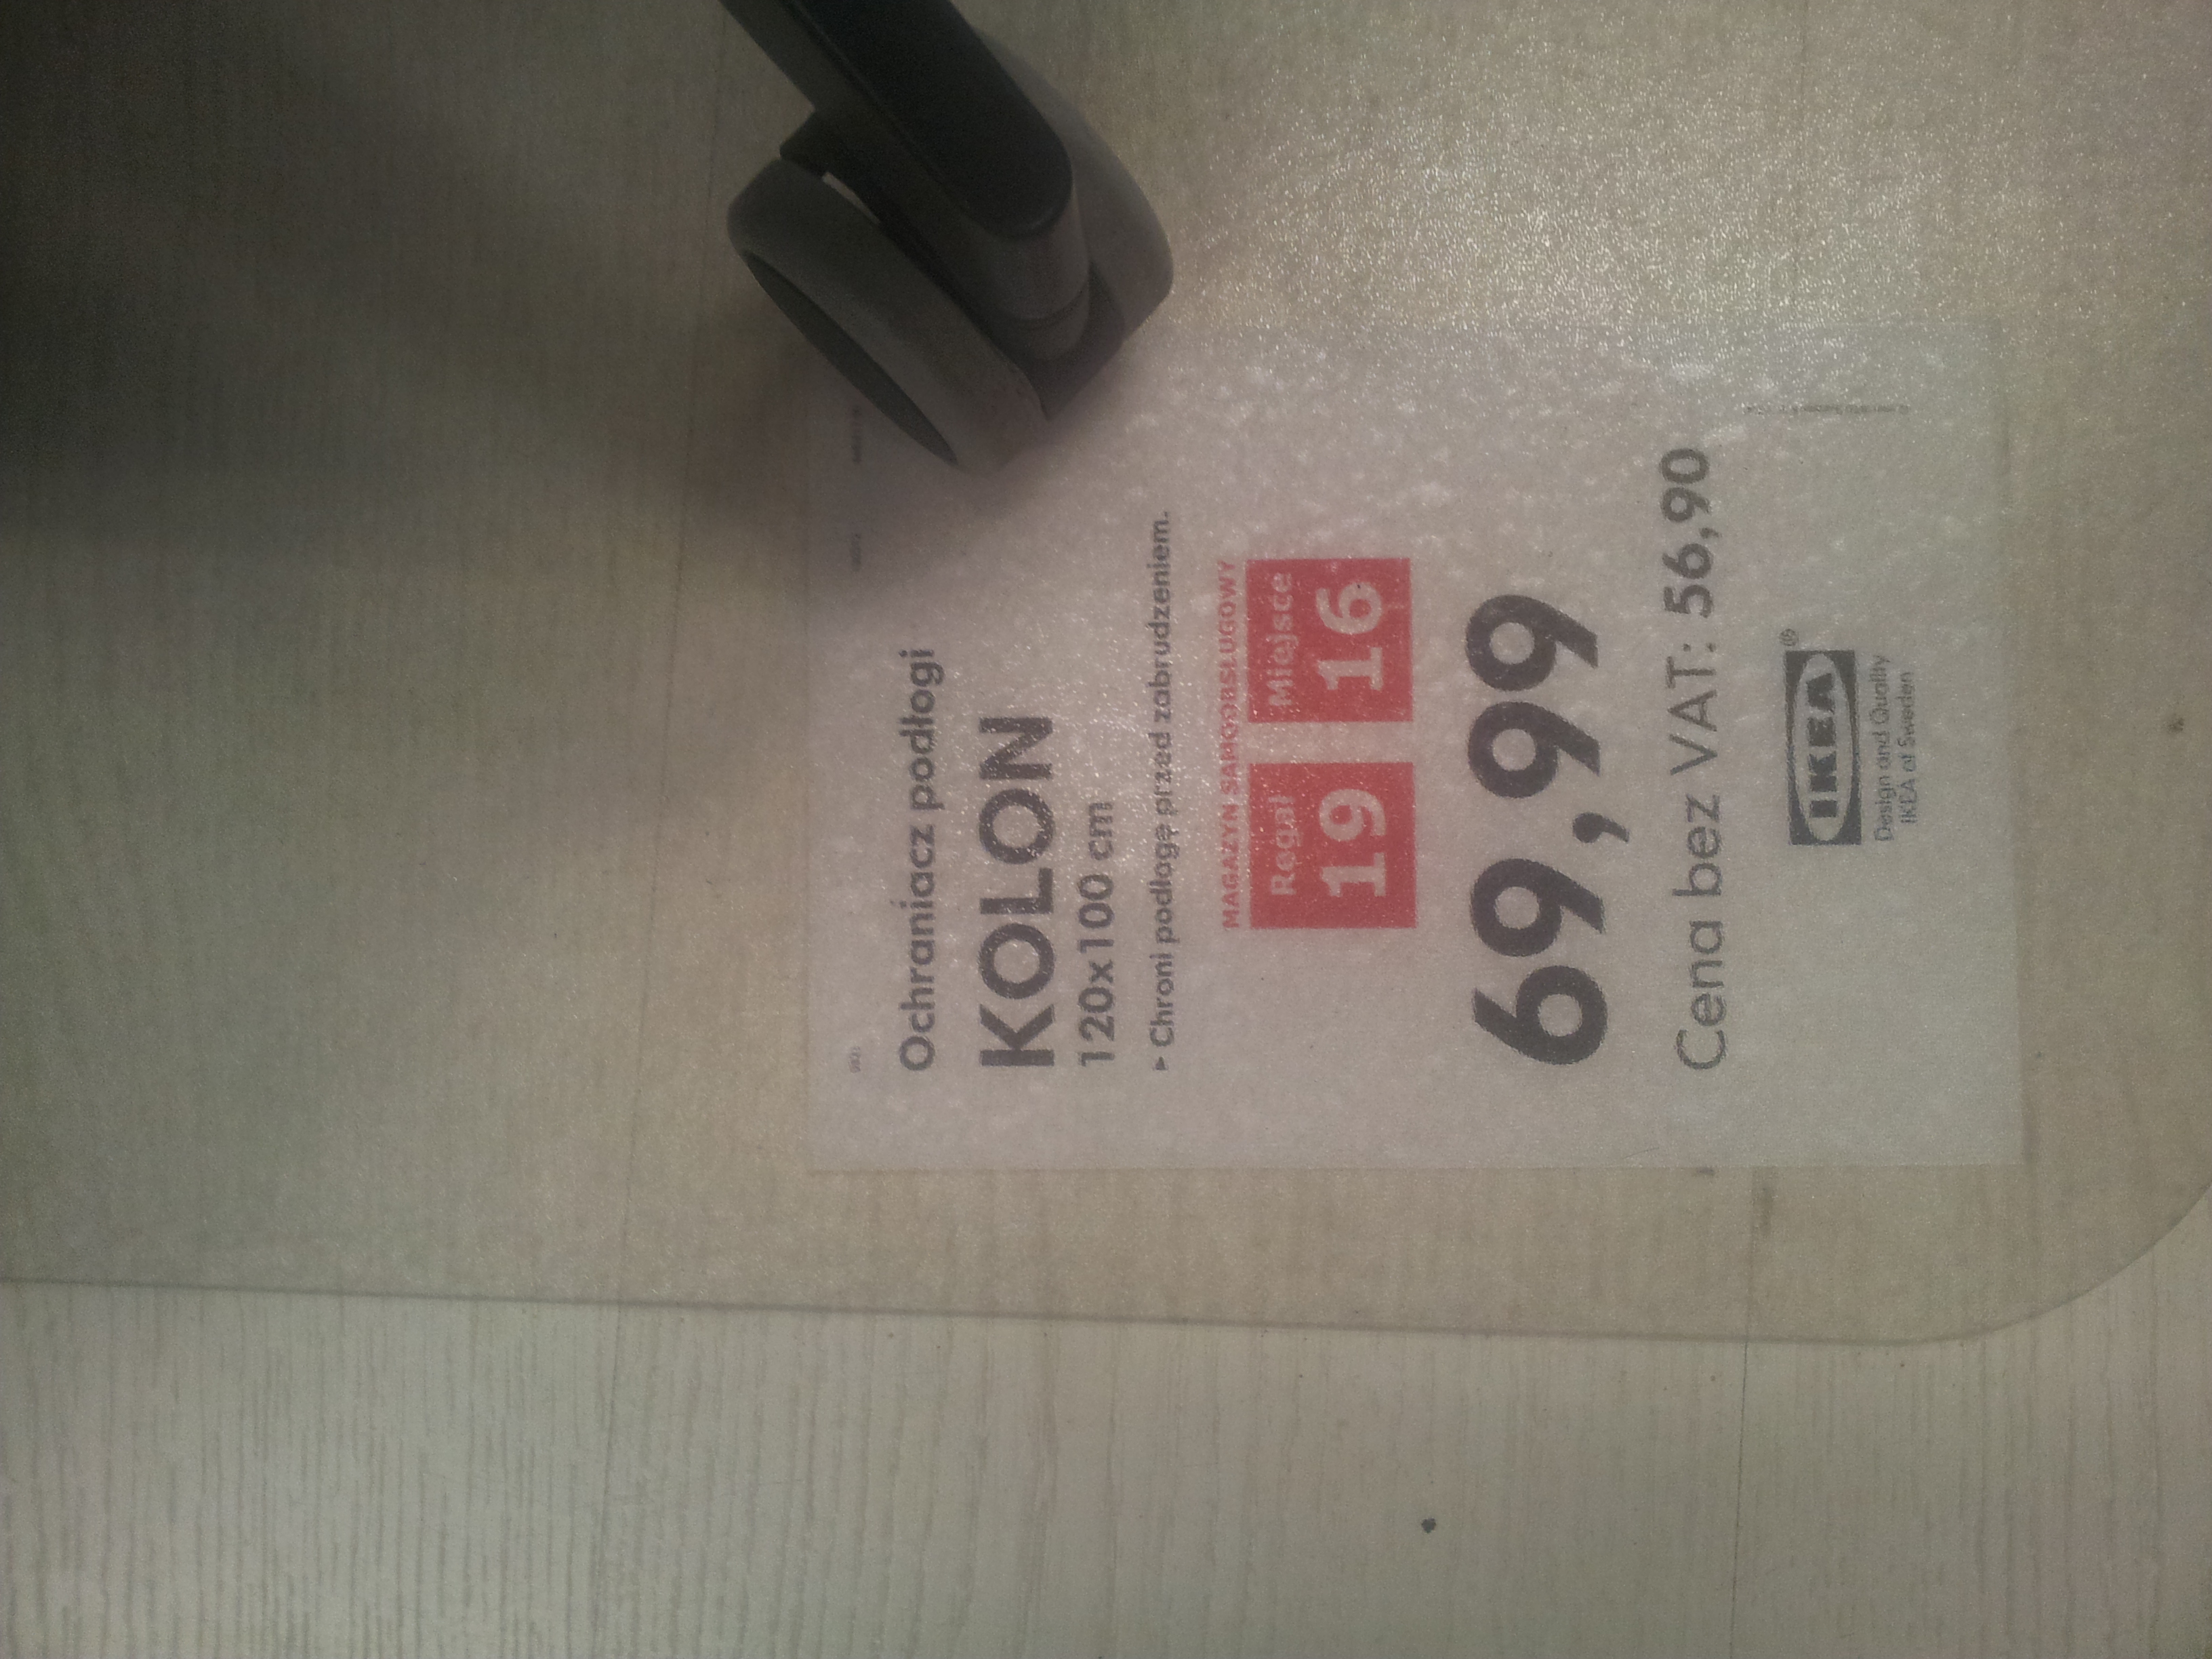 Ochraniacz podłogi
KOLON
120x100 cm
▸ Chroni podłogę przed zabrudzeniem.
MAGAZYN SAMOOBSŁUGOWY
Regał Miejsce
19 16
69,99
Cena bez VAT: 56,90
IKEA®
Design and Quality
IKEA of Sweden